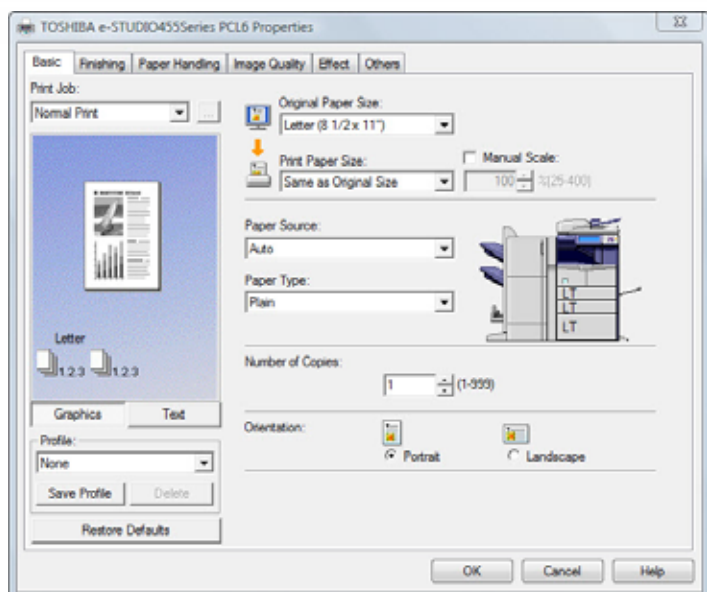 TOSHIBA e-STUDIO455Series PCL6 Properties
Basic Finishing Paper Handling Image Quality Effect Others
Print Job:
Normal Print
...
Letter
1.2.3 1.2.3
Graphics Text
Profile:
None
Save Profile Delete
Restore Defaults
Original Paper Size:
Letter (8 1/2 x 11")
Print Paper Size:
Same as Original Size
Manual Scale:
100 %(25-400)
Paper Source:
Auto
Paper Type:
Plain
LT
LT
LT
Number of Copies:
1 (1-999)
Orientation:
Portrait Landscape
OK Cancel Help